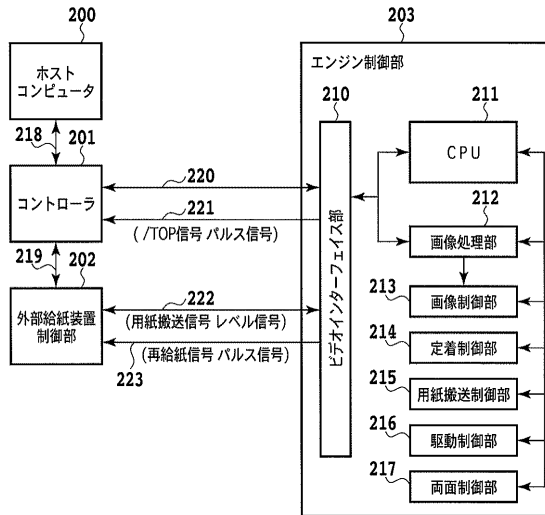 200
ホスト
コンピュータ
218
201
コントローラ
219
202
外部給紙装置
制御部
220
221
(/TOP信号 パルス信号)
222
(用紙搬送信号 レベル信号)
(再給紙信号 パルス信号)
223
203
エンジン制御部
210
ビデオインターフェイス部
211
CPU
212
画像処理部
213
画像制御部
214
定着制御部
215
用紙搬送制御部
216
駆動制御部
217
両面制御部